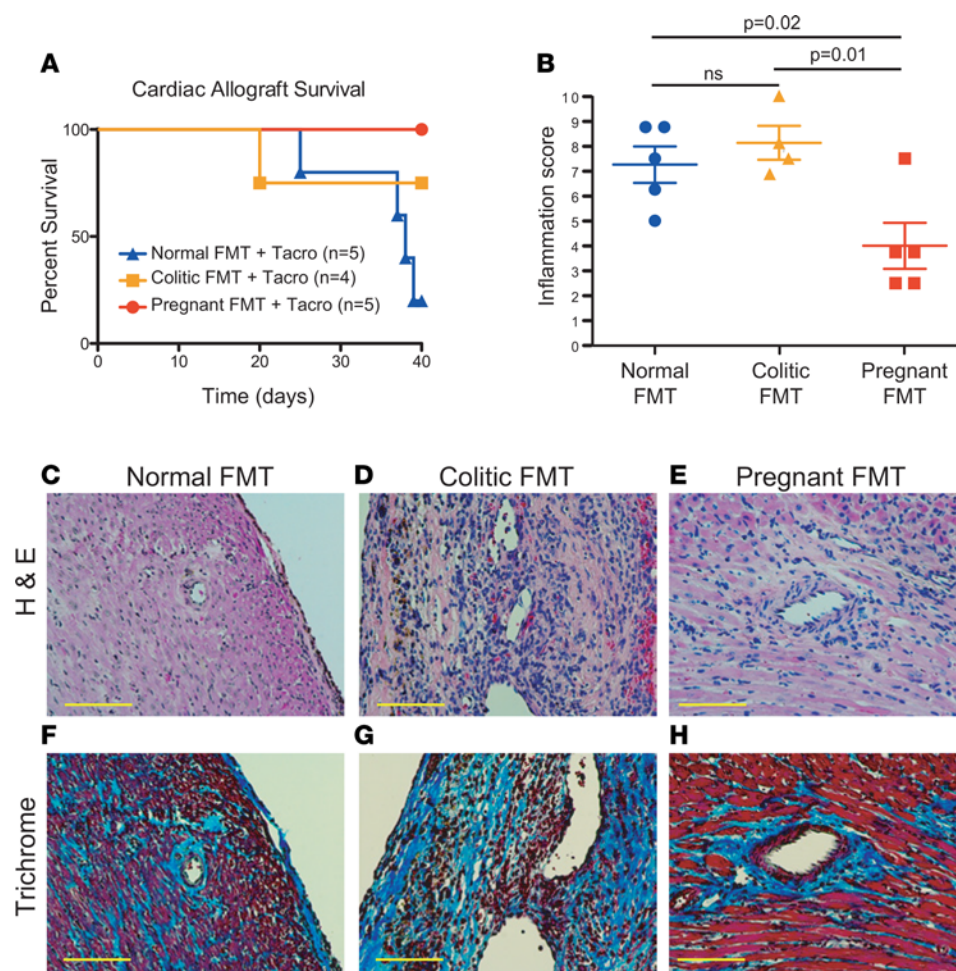 A
Cardiac Allograft Survival
Percent Survival
100
50
0
Normal FMT + Tacro (n=5)
Colitic FMT + Tacro (n=4)
Pregnant FMT + Tacro (n=5)
0 10 20 30 40
Time (days)
B
p=0.02
p=0.01
ns
Inflammation score
10
9
8
7
6
5
4
3
2
1
0
Normal FMT
Colitic FMT
Pregnant FMT
C Normal FMT
D Colitic FMT
E Pregnant FMT
H & E
F
G
H
Trichrome